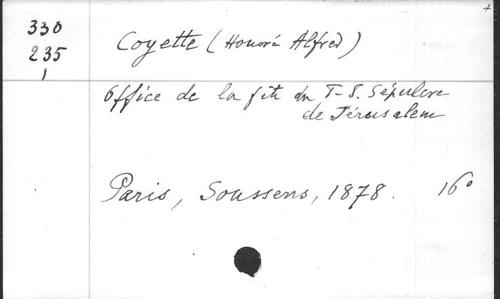 330
235
1
Coyette (Honoré Alfred)
Office de la fête du T-S. Sépulcre
de Jérusalem
Paris, Soussens, 1878. 16°